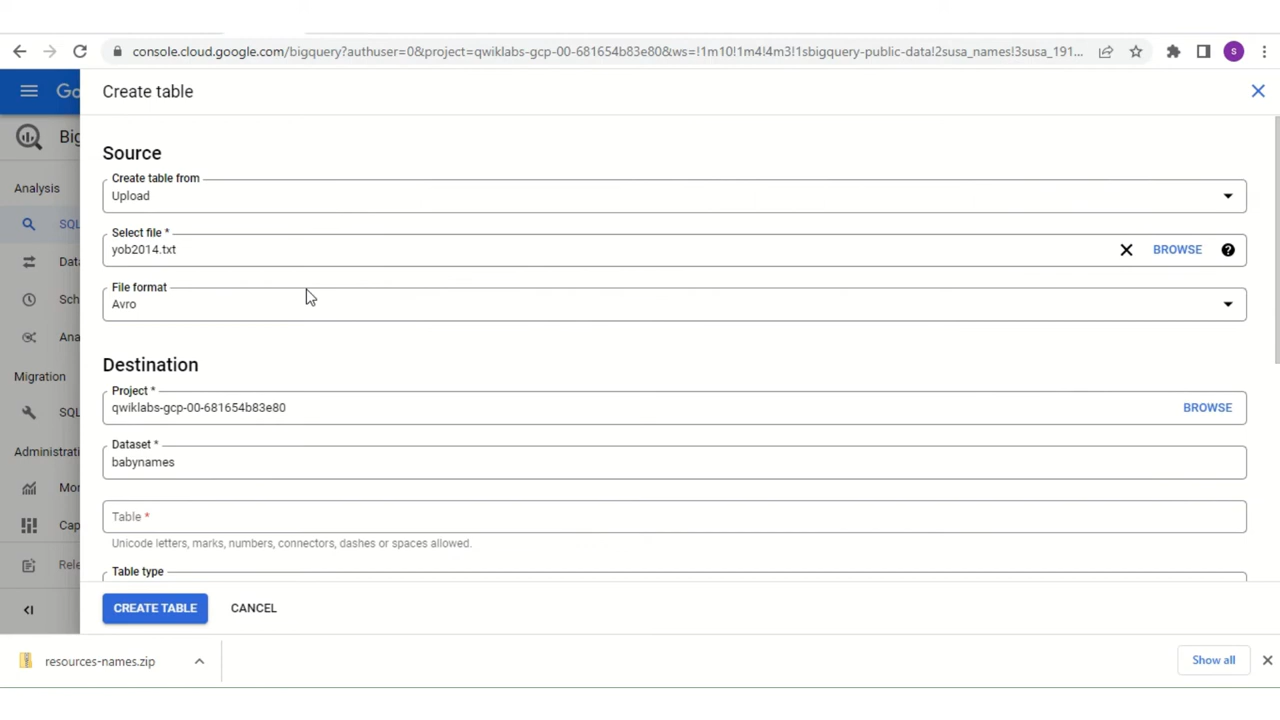 console.cloud.google.com/bigquery?authuser=0&project=qwiklabs-gcp-00-681654b83e80&ws=!1m10!1m4!4m3!1sbigquery-public-data!2susa_names!3susa_191...
S
Go
Create table
Big
Source
Analysis
Create table from
Upload
SQL
Select file *
yob2014.txt
BROWSE
Data
File format
Avro
Sch
Ana
Destination
Migration
Project *
qwiklabs-gcp-00-681654b83e80
BROWSE
SQL
Dataset *
babynames
Administrati
Mor
Table *
Cap
Unicode letters, marks, numbers, connectors, dashes or spaces allowed.
Rele
Table type
CREATE TABLE
CANCEL
resources-names.zip
Show all